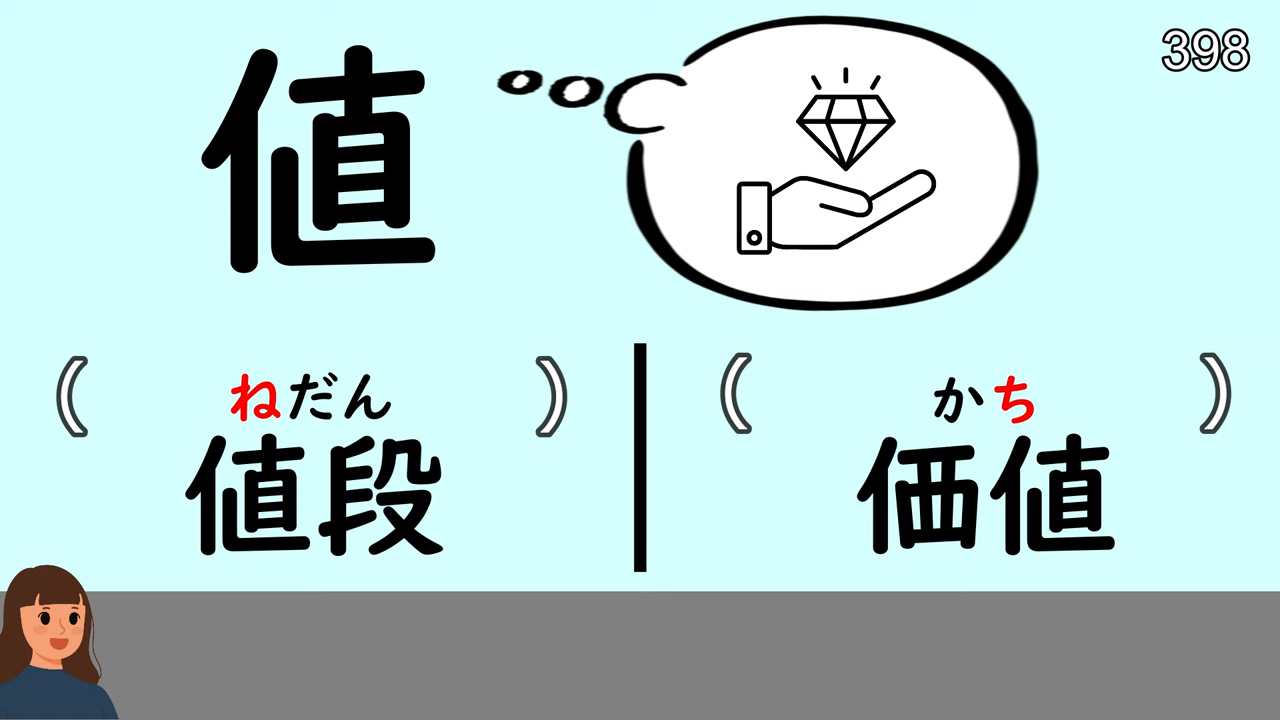 398
値
（ ねだん ）
値段
（ かち ）
価値